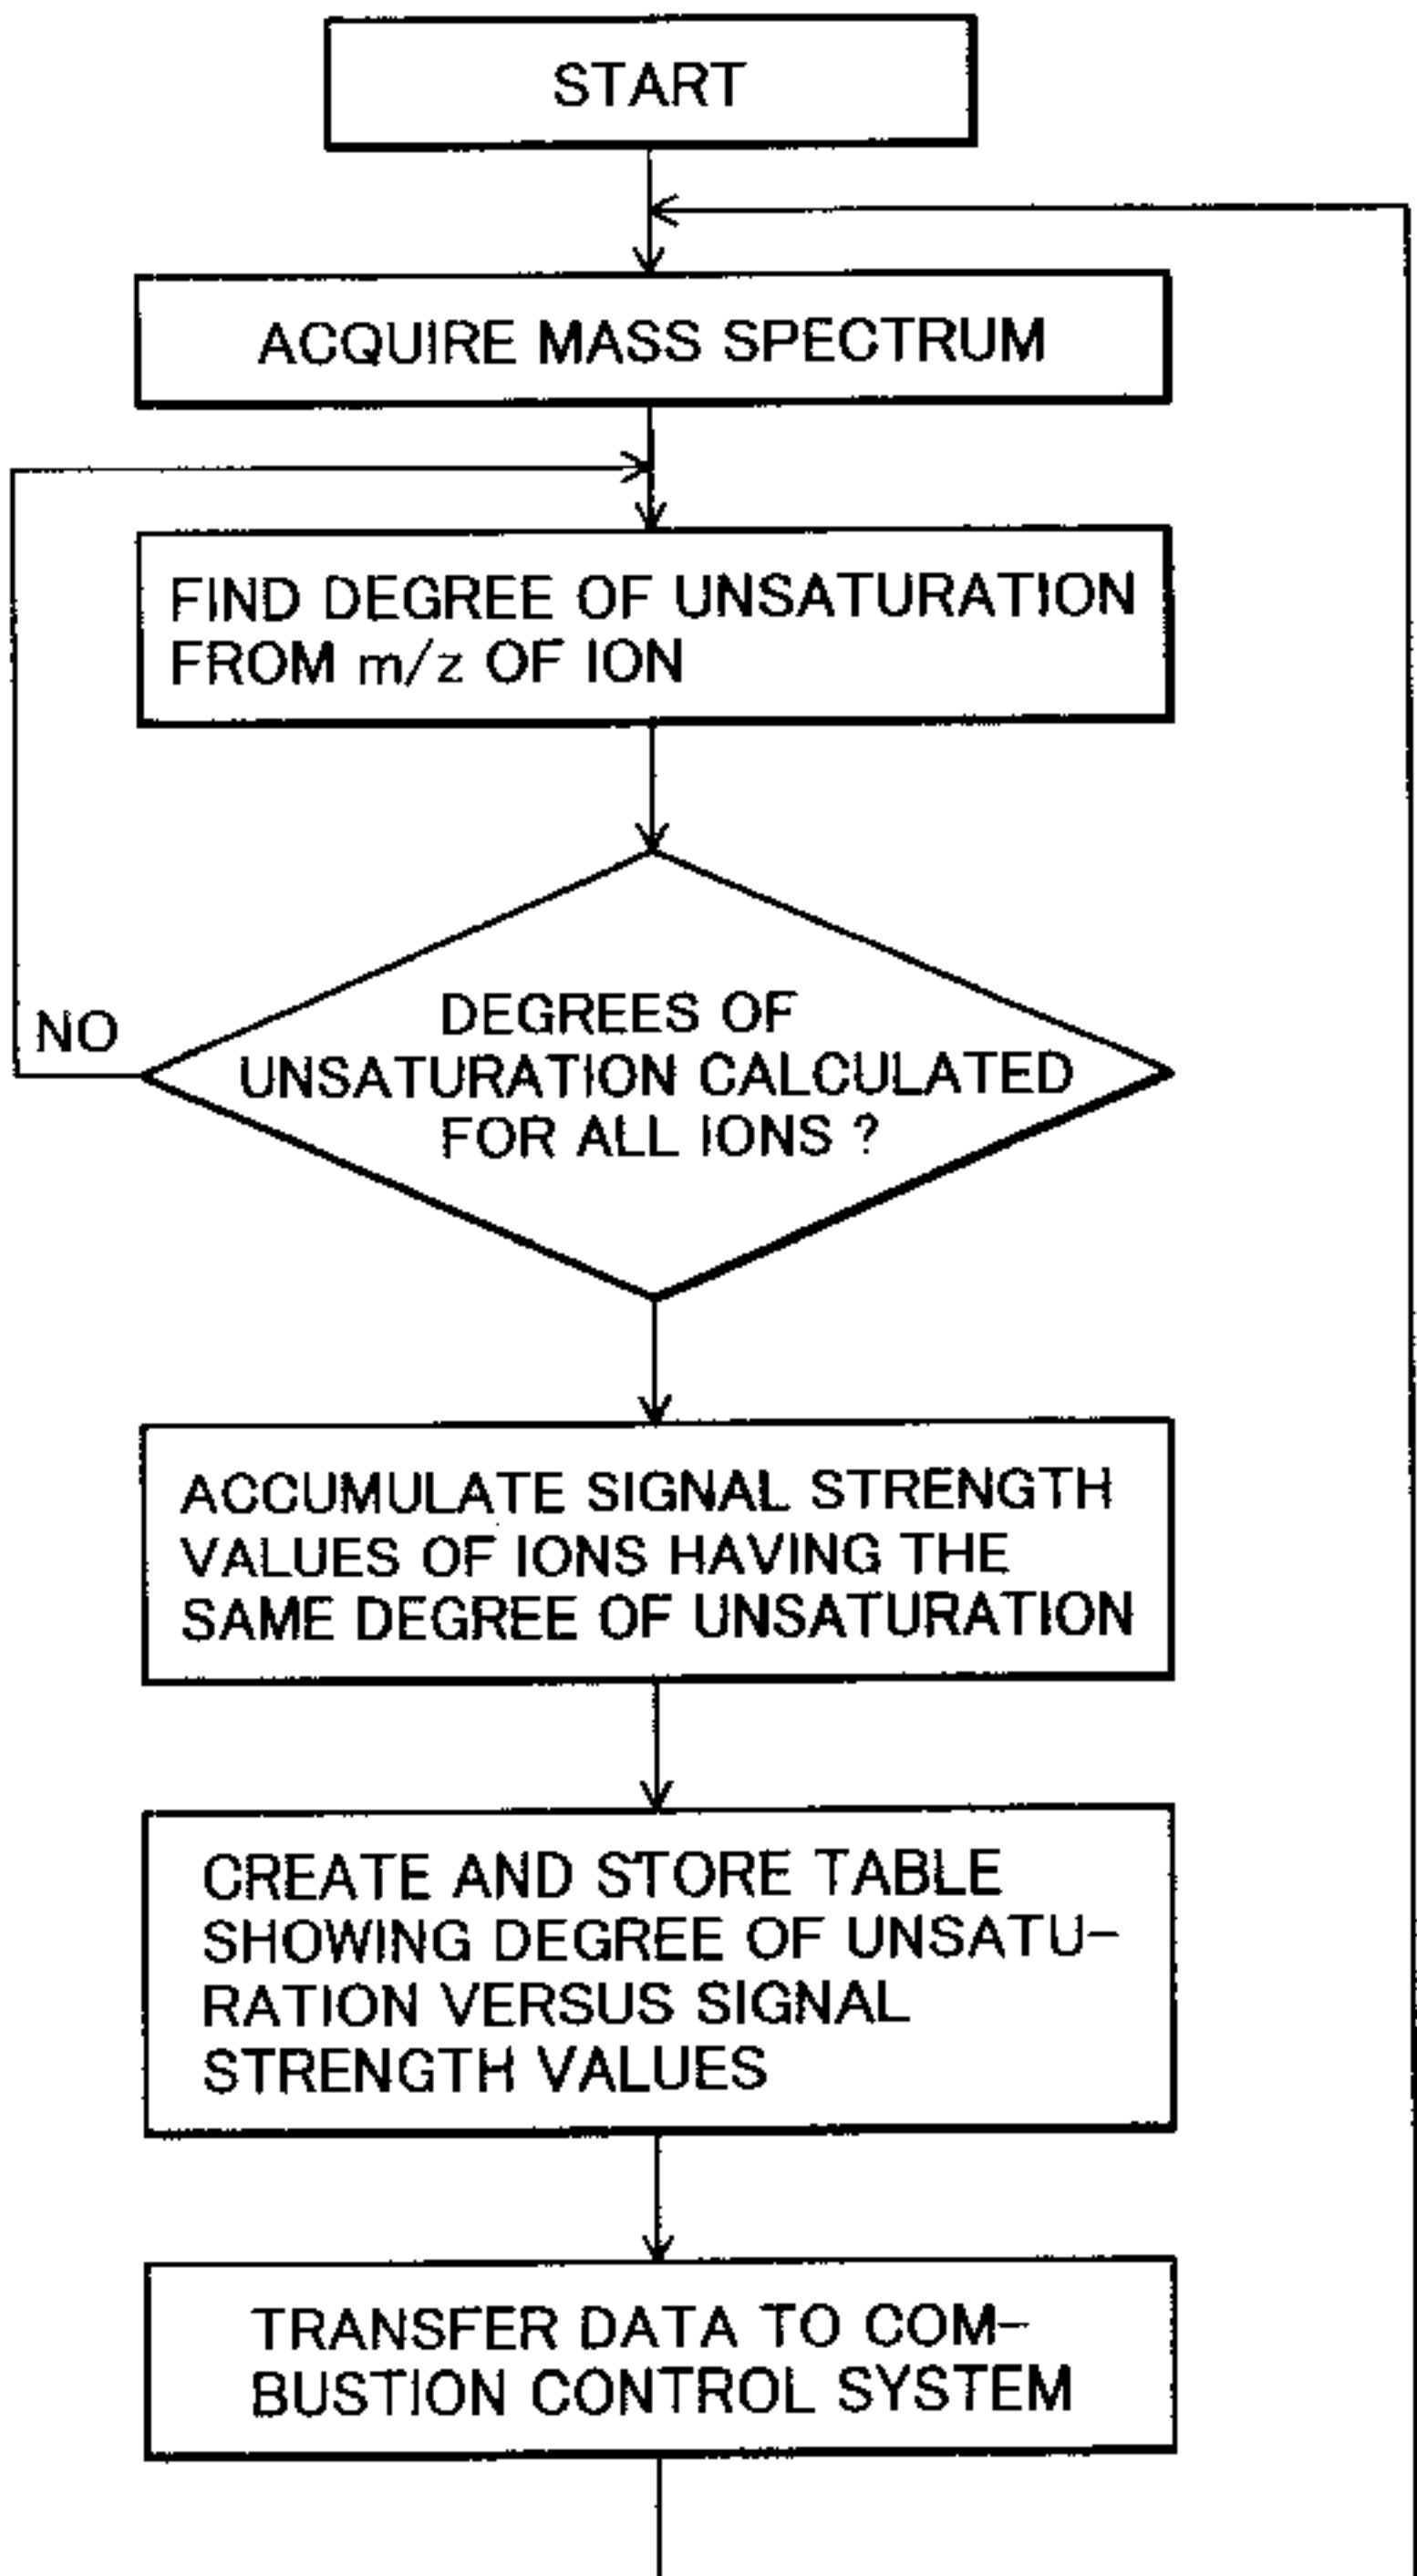 START
ACQUIRE MASS SPECTRUM
FIND DEGREE OF UNSATURATION
FROM m/z OF ION
DEGREES OF
NO
UNSATURATION CALCULATED
FOR ALL IONS ?
ACCUMULATE SIGNAL STRENGTH
VALUES OF IONS HAVING THE
SAME DEGREE OF UNSATURATION
CREATE AND STORE TABLE
SHOWING DEGREE OF UNSATU-
RATION VERSUS SIGNAL
STRENGTH VALUES
TRANSFER DATA TO COM-
BUSTION CONTROL SYSTEM